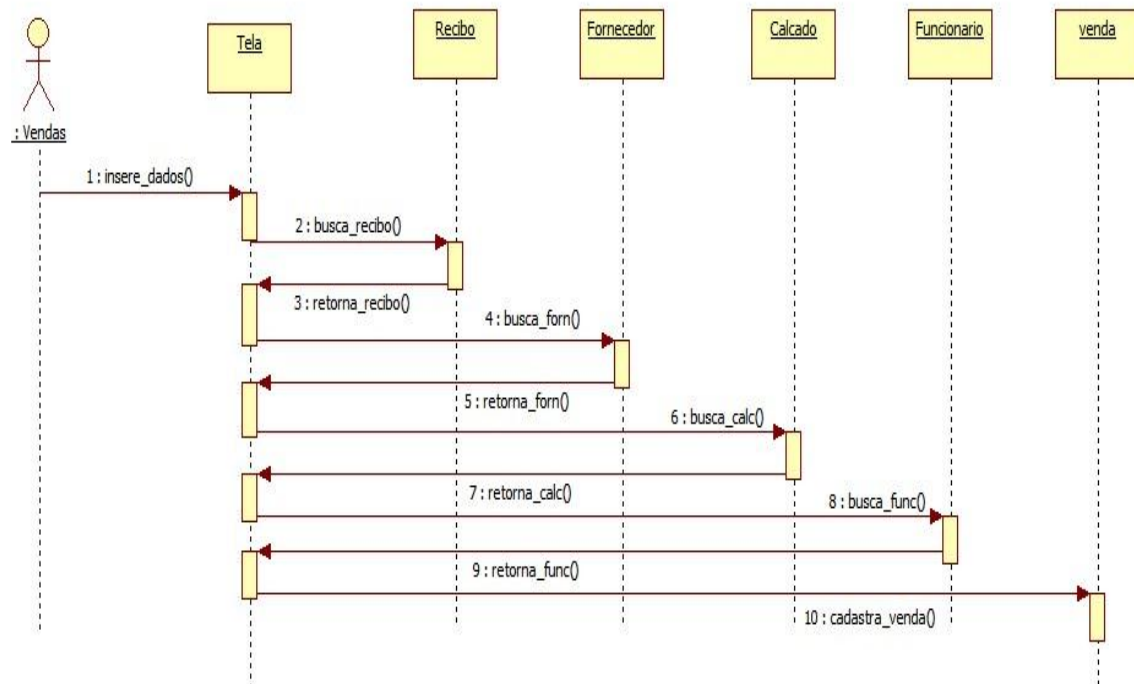 Tela
Recibo
Fornecedor
Calcado
Funcionario
venda
: Vendas
1 : insere_dados()
2 : busca_recibo()
3 : retorna_recibo()
4 : busca_forn()
5 : retorna_forn()
6 : busca_calc()
7 : retorna_calc()
8 : busca_func()
9 : retorna_func()
10 : cadastra_venda()